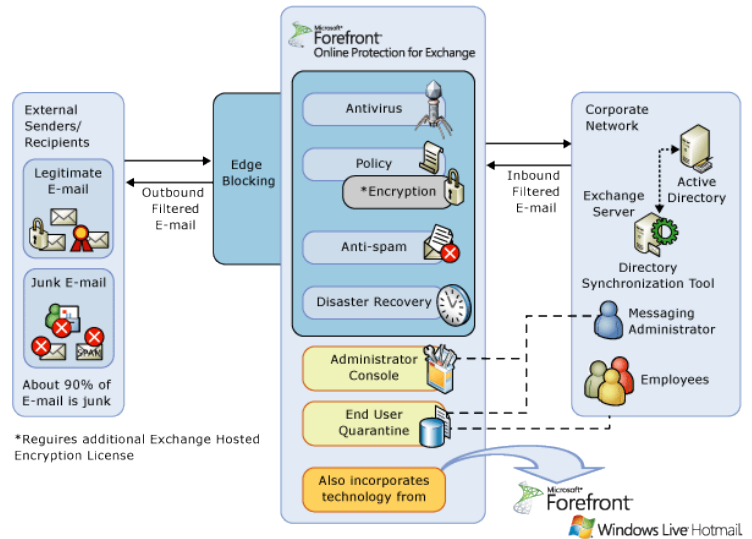 Microsoft®
Forefront™
Online Protection for Exchange
External
Senders/
Recipients
Legitimate
E-mail
Junk E-mail
SPAM
About 90% of
E-mail is junk
*Requires additional Exchange Hosted
Encryption License
Outbound
Filtered
E-mail
Edge
Blocking
Antivirus
Policy
*Encryption
Anti-spam
Disaster Recovery
Administrator
Console
End User
Quarantine
Also incorporates
technology from
Inbound
Filtered
E-mail
Corporate
Network
Active
Directory
Exchange
Server
Directory
Synchronization Tool
Messaging
Administrator
Employees
Microsoft®
Forefront™
Windows Live™ Hotmail